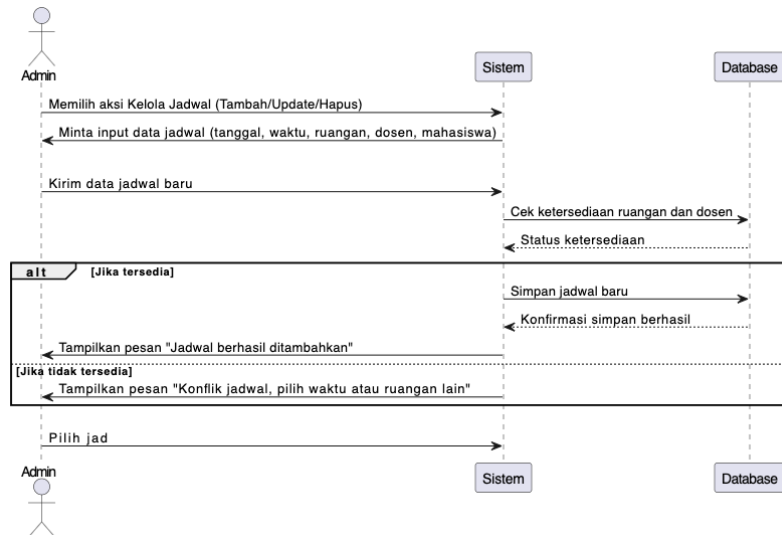 Admin
Sistem
Database
Memilih aksi Kelola Jadwal (Tambah/Update/Hapus)
Minta input data jadwal (tanggal, waktu, ruangan, dosen, mahasiswa)
Kirim data jadwal baru
Cek ketersediaan ruangan dan dosen
Status ketersediaan
alt [Jika tersedia]
Simpan jadwal baru
Konfirmasi simpan berhasil
Tampilkan pesan "Jadwal berhasil ditambahkan"
[Jika tidak tersedia]
Tampilkan pesan "Konflik jadwal, pilih waktu atau ruangan lain"
Pilih jad
Admin
Sistem
Database